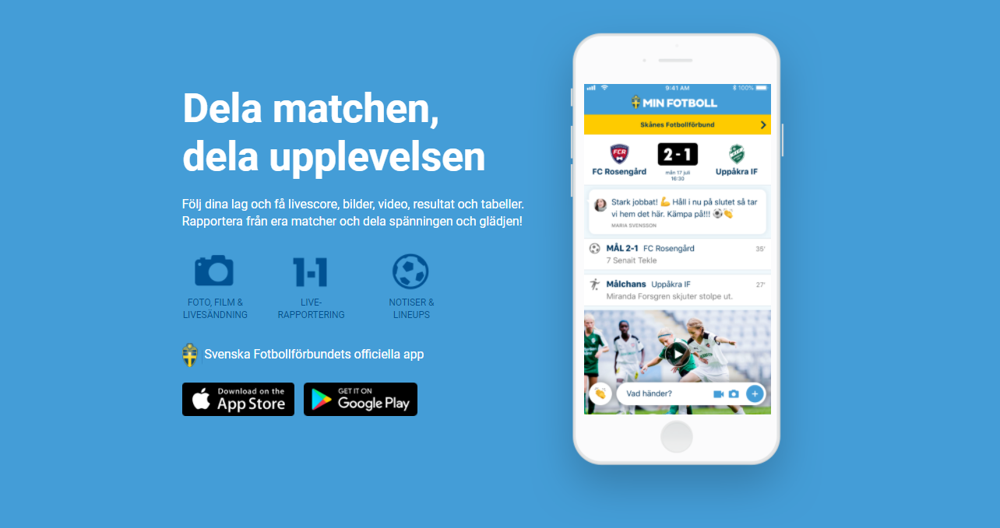 Dela matchen,
dela upplevelsen
Följ dina lag och få livescore, bilder, video, resultat och tabeller.
Rapportera från era matcher och dela spänningen och glädjen!
1-1
FOTO, FILM &
LIVESÄNDNING
LIVE-
RAPPORTERING
NOTISER &
LINEUPS
Svenska Fotbollförbundets officiella app
Download on the
App Store
GET IT ON
Google Play
9:41 AM
100%
MIN FOTBOLL
Skånes Fotbollförbund
FCR
2-1
FC Rosengård
mån 17 juli
16:30
Uppåkra IF
Stark jobbat! 💪 Håll i nu på slutet så tar
vi hem det här. Kämpa på!!! ⚽👏
MARIA SVENSSON
MÅL 2-1 FC Rosengård 35'
7 Senait Tekle
Målchans Uppåkra IF 27'
Miranda Forsgren skjuter stolpe ut.
Vad händer?